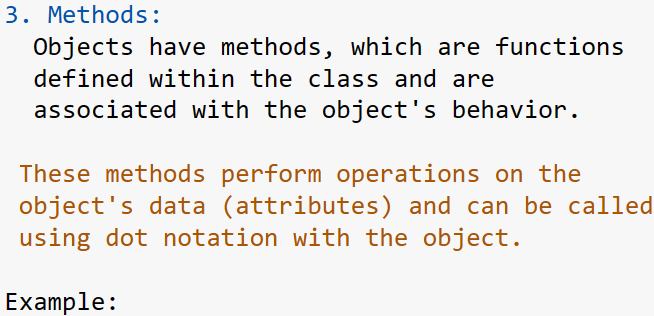 3. Methods:
Objects have methods, which are functions
defined within the class and are
associated with the object's behavior.
These methods perform operations on the
object's data (attributes) and can be called
using dot notation with the object.
Example: